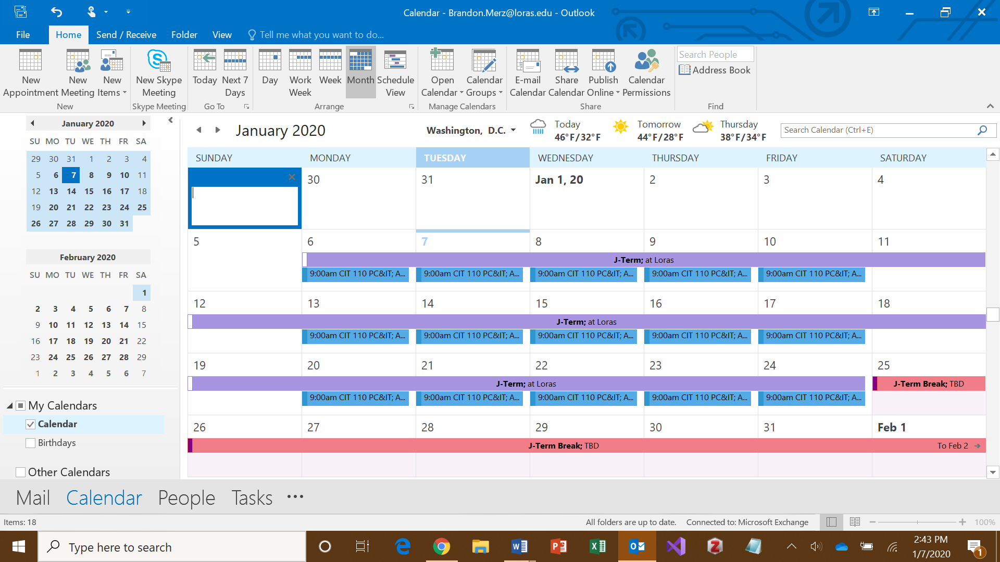 Calendar - Brandon.Merz@loras.edu - Outlook
File Home Send / Receive Folder View Tell me what you want to do...
New Appointment
New Meeting
New Items
New
New Skype Meeting
Skype Meeting
Today
Next 7 Days
Go To
Day
Work Week
Week
Month
Schedule View
Arrange
Open Calendar
Calendar Groups
Manage Calendars
E-mail Calendar
Share Calendar
Publish Online
Calendar Permissions
Share
Search People
Address Book
Find
January 2020
SU MO TU WE TH FR SA
29 30 31 1 2 3 4
5 6 7 8 9 10 11
12 13 14 15 16 17 18
19 20 21 22 23 24 25
26 27 28 29 30 31
February 2020
SU MO TU WE TH FR SA
1
2 3 4 5 6 7 8
9 10 11 12 13 14 15
16 17 18 19 20 21 22
23 24 25 26 27 28 29
1 2 3 4 5 6 7
My Calendars
Calendar
Birthdays
Other Calendars
January 2020
Washington, D.C.
Today
46°F/32°F
Tomorrow
44°F/28°F
Thursday
38°F/34°F
Search Calendar (Ctrl+E)
SUNDAY MONDAY TUESDAY WEDNESDAY THURSDAY FRIDAY SATURDAY
30 31 Jan 1, 20 2 3 4
5 6 7 8 9 10 11
J-Term; at Loras
9:00am CIT 110 PC&IT; A... 9:00am CIT 110 PC&IT; A... 9:00am CIT 110 PC&IT; A... 9:00am CIT 110 PC&IT; A... 9:00am CIT 110 PC&IT; A...
12 13 14 15 16 17 18
J-Term; at Loras
9:00am CIT 110 PC&IT; A... 9:00am CIT 110 PC&IT; A... 9:00am CIT 110 PC&IT; A... 9:00am CIT 110 PC&IT; A... 9:00am CIT 110 PC&IT; A...
19 20 21 22 23 24 25
J-Term; at Loras J-Term Break; TBD
9:00am CIT 110 PC&IT; A... 9:00am CIT 110 PC&IT; A... 9:00am CIT 110 PC&IT; A... 9:00am CIT 110 PC&IT; A... 9:00am CIT 110 PC&IT; A...
26 27 28 29 30 31 Feb 1
J-Term Break; TBD To Feb 2
Mail Calendar People Tasks ...
Items: 18 All folders are up to date. Connected to: Microsoft Exchange 100%
Type here to search
2:43 PM
1/7/2020
1